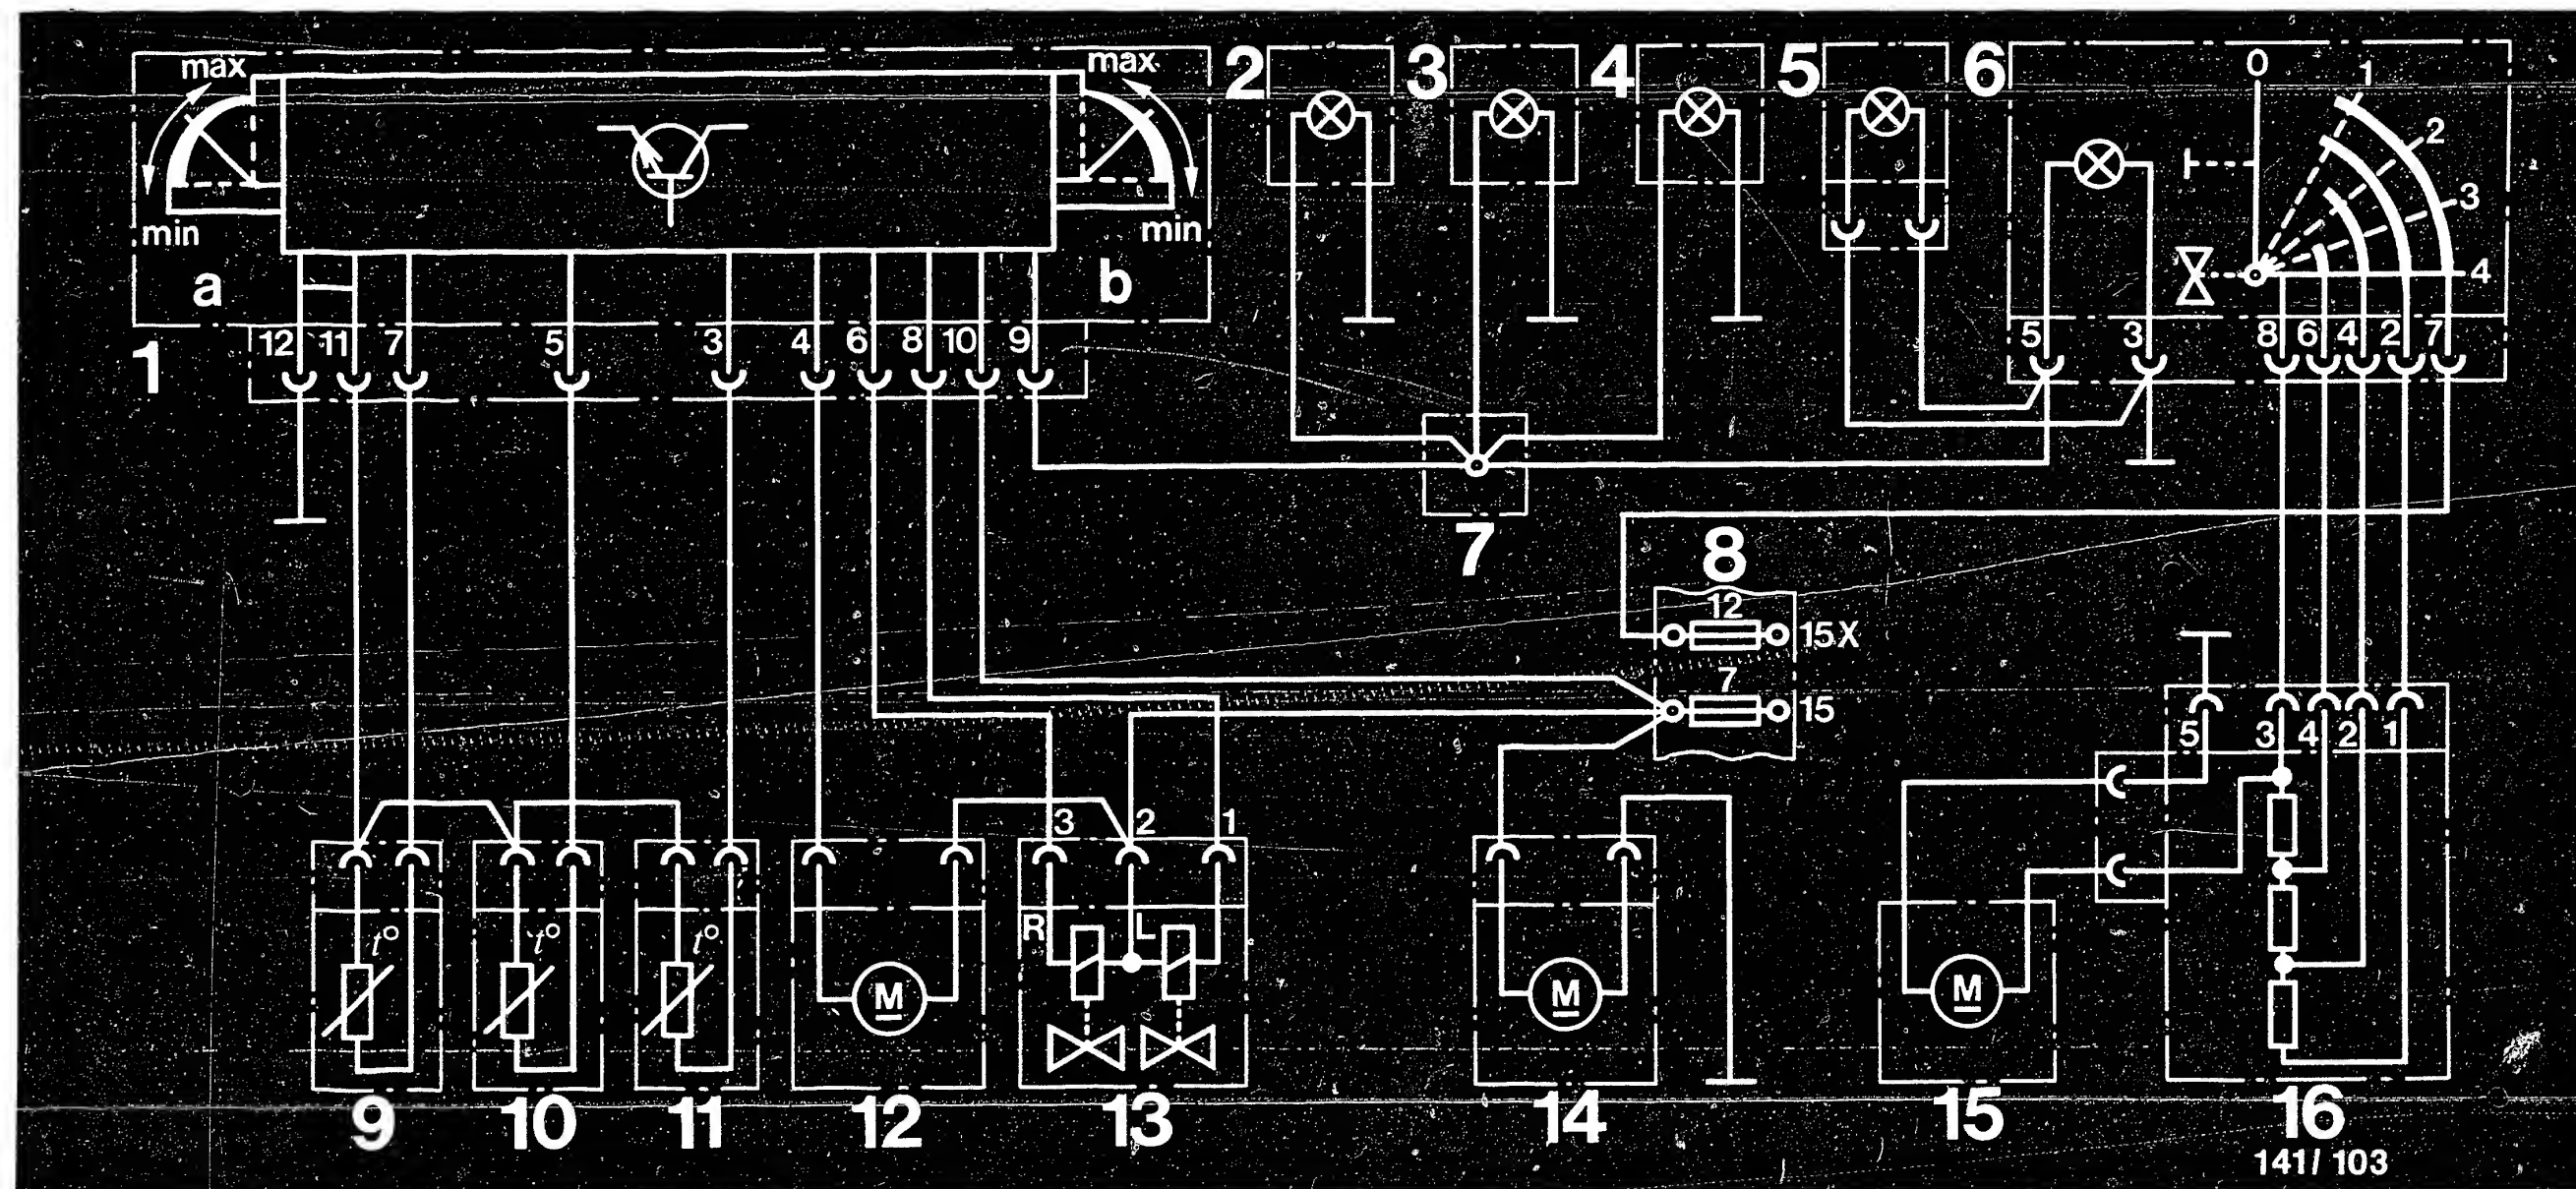 max max 2 3 4 5 6 0 1
2
3
min min 4
a b
12 11 7 5 3 4 6 8 10 9 5 3 8 6 4 2 7
1
7 8
12
15X
7
15
5 3 4 2 1
3 2 1
R L
t° t° t°
M M M
9 10 11 12 13 14 15 16
141/103